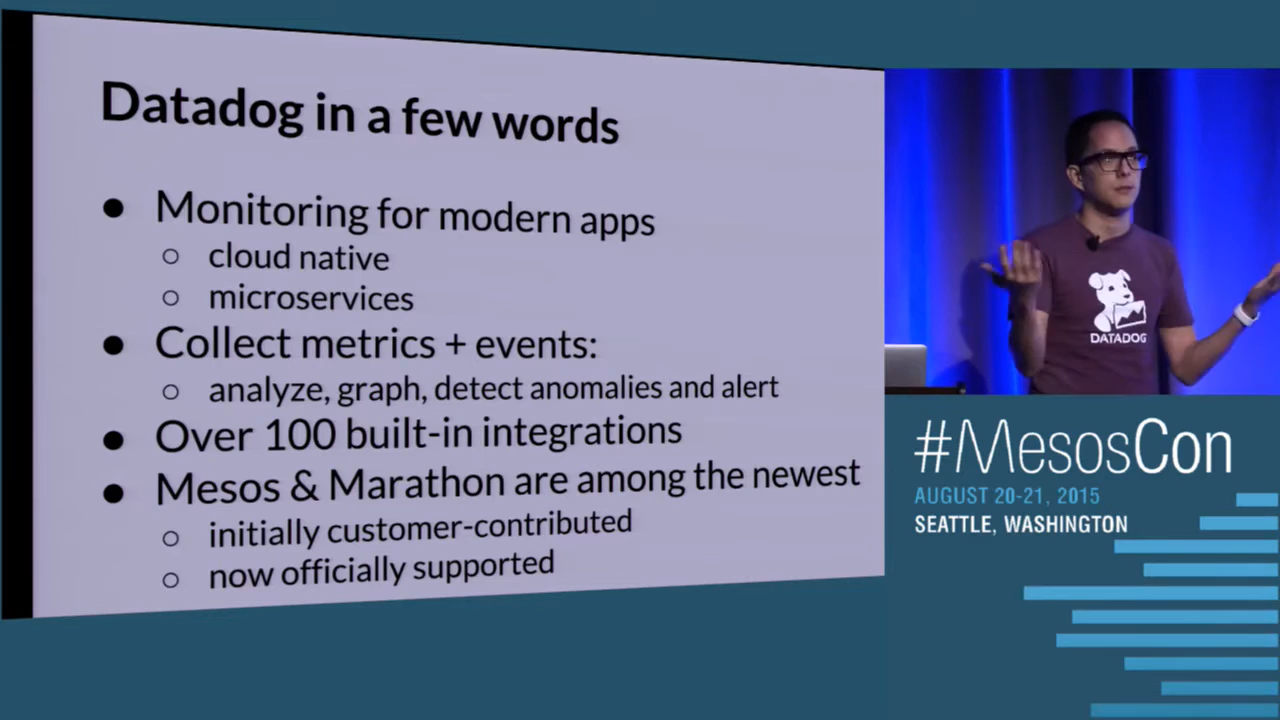 Datadog in a few words
● Monitoring for modern apps
○ cloud native
○ microservices
● Collect metrics + events:
○ analyze, graph, detect anomalies and alert
● Over 100 built-in integrations
● Mesos & Marathon are among the newest
○ initially customer-contributed
○ now officially supported
DATADOG
#MesosCon
AUGUST 20-21, 2015
SEATTLE, WASHINGTON